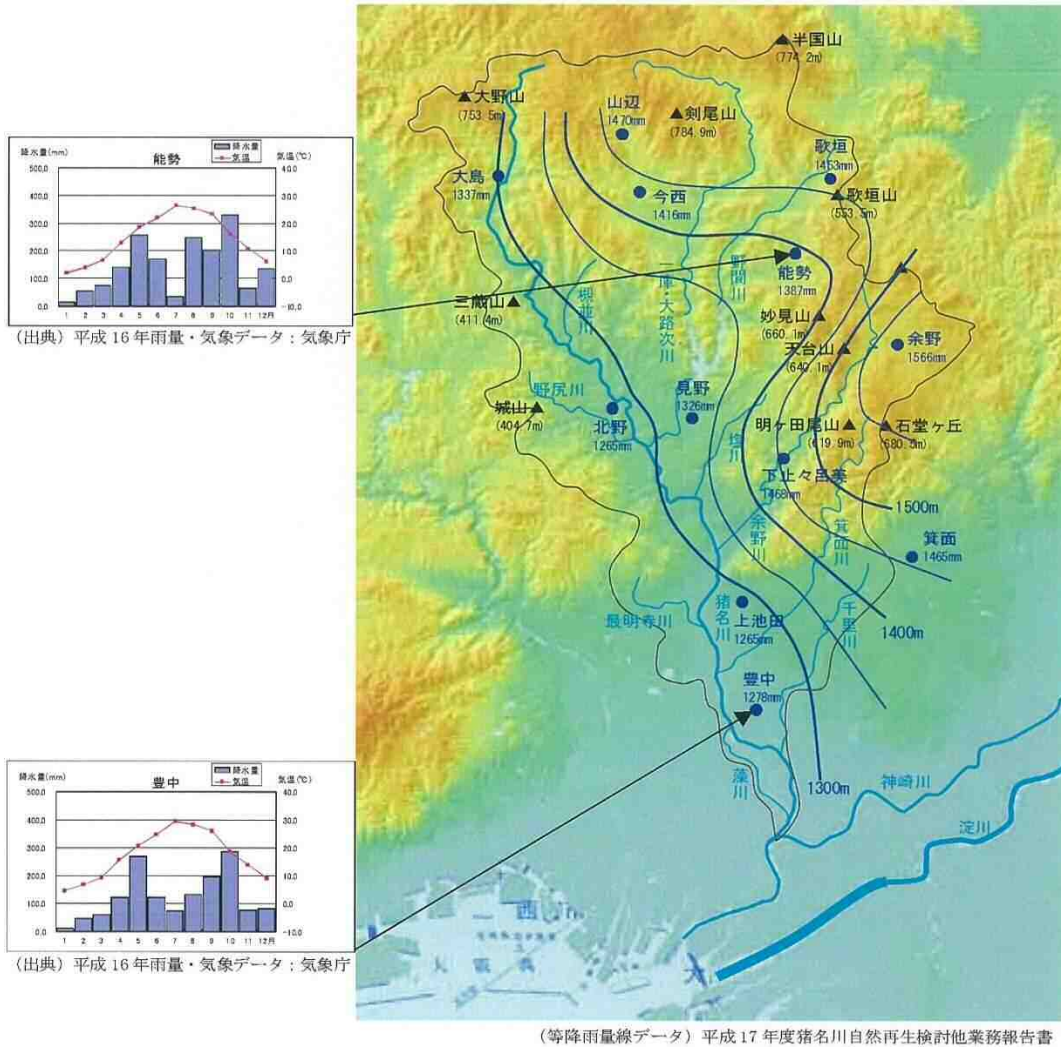 半国山
(774.2m)
大野山
(753.5m)
山辺
1470mm
剣尾山
(784.9m)
歌垣
1453mm
大島
1337mm
今西
1416mm
歌垣山
(553.5m)
能勢
1387mm
野間川
一庫・大路次川
槻並川
三蔵山
(411.4m)
妙見山
(660.1m)
天台山
(640.1m)
余野
1566mm
野尻川
見野
1326mm
城山
(404.7m)
北野
1265mm
塩川
明ヶ田尾山
(619.9m)
石堂ヶ丘
(680.5m)
下止々呂美
1468mm
1500m
余野川
箕面川
箕面
1465mm
猪名川
上池田
1265mm
最明寺川
千里川
1400m
豊中
1278mm
藻川
1300m
神崎川
淀川
大阪
降水量(mm)
能勢
降水量
気温
気温(℃)
500.0
400.0
300.0
200.0
100.0
0.0
40.0
30.0
20.0
10.0
0.0
-10.0
1 2 3 4 5 6 7 8 9 10 11 12月
(出典)平成16年雨量・気象データ:気象庁
降水量(mm)
豊中
降水量
気温
気温(℃)
500.0
400.0
300.0
200.0
100.0
0.0
40.0
30.0
20.0
10.0
0.0
-10.0
1 2 3 4 5 6 7 8 9 10 11 12月
(出典)平成16年雨量・気象データ:気象庁
(等降雨量線データ)平成17年度猪名川自然再生検討他業務報告書